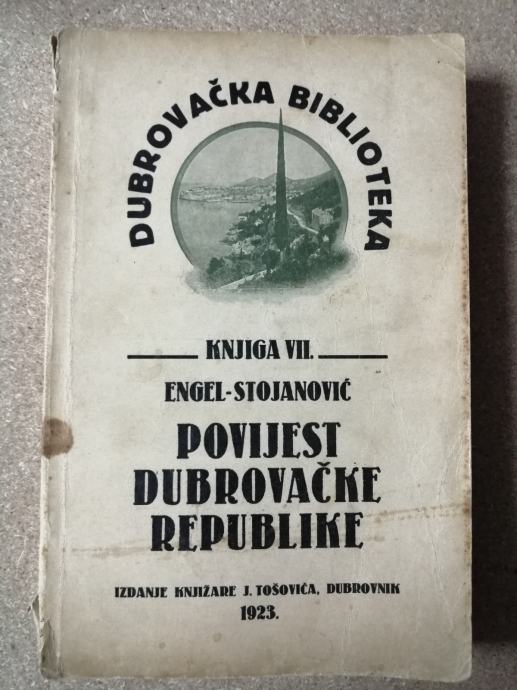 DUBROVAČKA BIBLIOTEKA
KNJIGA VII.
ENGEL-STOJANOVIĆ
POVIJEST
DUBROVAČKE
REPUBLIKE
IZDANJE KNJIŽARE J. TOŠOVIĆA, DUBROVNIK
1923.